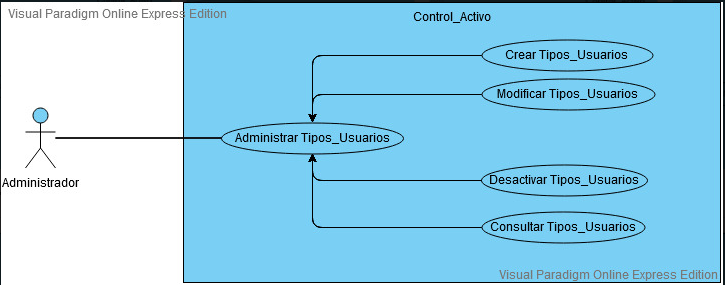 Visual Paradigm Online Express Edition
Control_Activo
Crear Tipos_Usuarios
Modificar Tipos_Usuarios
Administrar Tipos_Usuarios
Administrador
Desactivar Tipos_Usuarios
Consultar Tipos_Usuarios
Visual Paradigm Online Express Edition